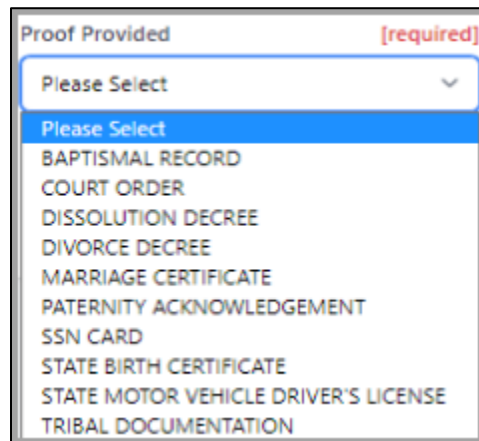 Proof Provided [required]
Please Select
Please Select
BAPTISMAL RECORD
COURT ORDER
DISSOLUTION DECREE
DIVORCE DECREE
MARRIAGE CERTIFICATE
PATERNITY ACKNOWLEDGEMENT
SSN CARD
STATE BIRTH CERTIFICATE
STATE MOTOR VEHICLE DRIVER'S LICENSE
TRIBAL DOCUMENTATION